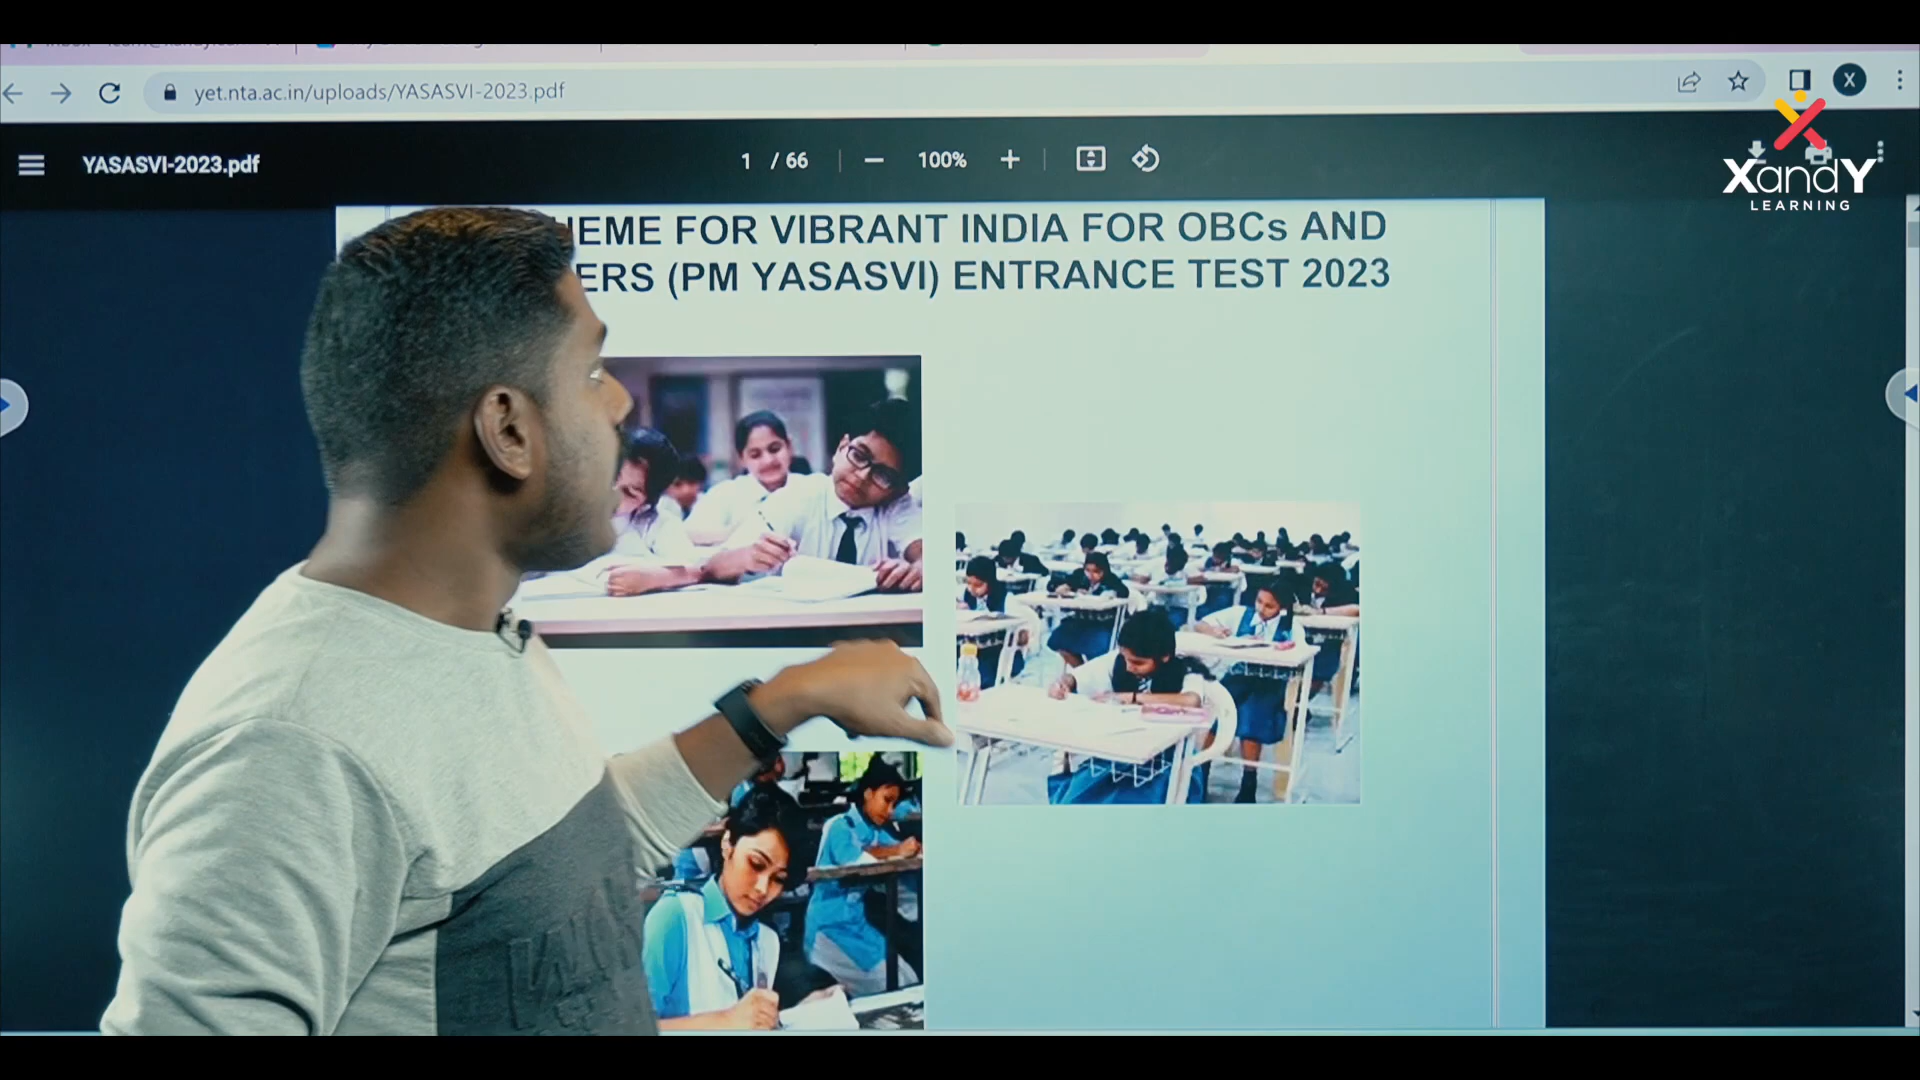 yet.nta.ac.in/uploads/YASASVI-2023.pdf
X
YASASVI-2023.pdf
1 / 66
100%
XandY
LEARNING
EME FOR VIBRANT INDIA FOR OBCs AND
ERS (PM YASASVI) ENTRANCE TEST 2023